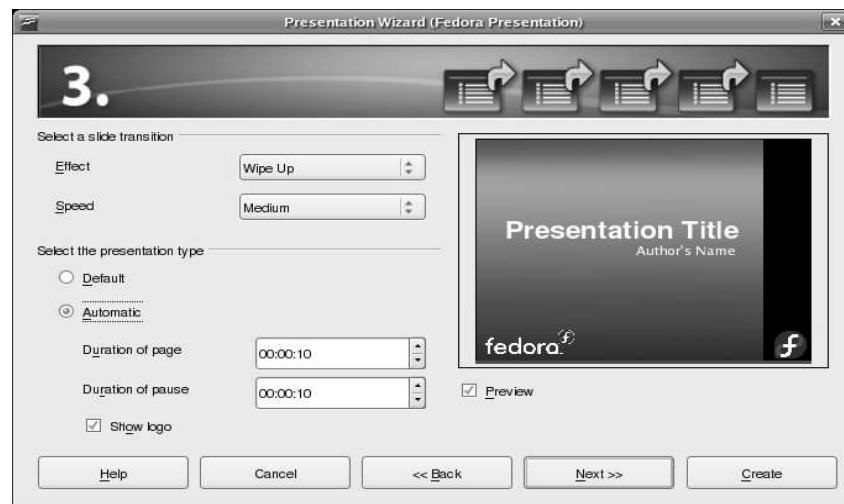 Presentation Wizard (Fedora Presentation)
3.
Select a slide transition
Effect
Wipe Up
Speed
Medium
Select the presentation type
Default
Automatic
Duration of page
00:00:10
Duration of pause
00:00:10
Show logo
Presentation Title
Author's Name
fedora
Preview
Help
Cancel
<< Back
Next >>
Create